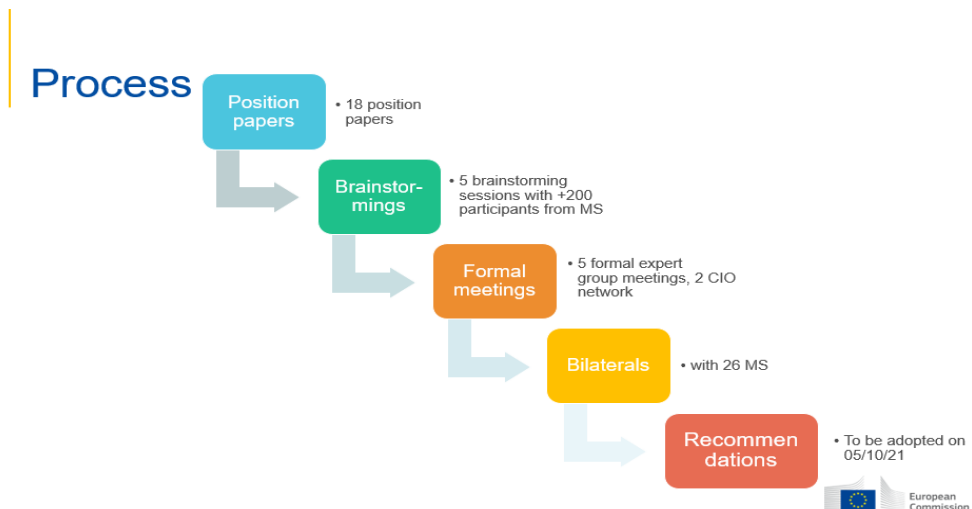 Process
Position
papers
• 18 position
papers
Brainstor-
mings
• 5 brainstorming
sessions with +200
participants from MS
Formal
meetings
• 5 formal expert
group meetings, 2 CIO
network
Bilaterals
• with 26 MS
Recommen
dations
• To be adopted on
05/10/21
European
Commission